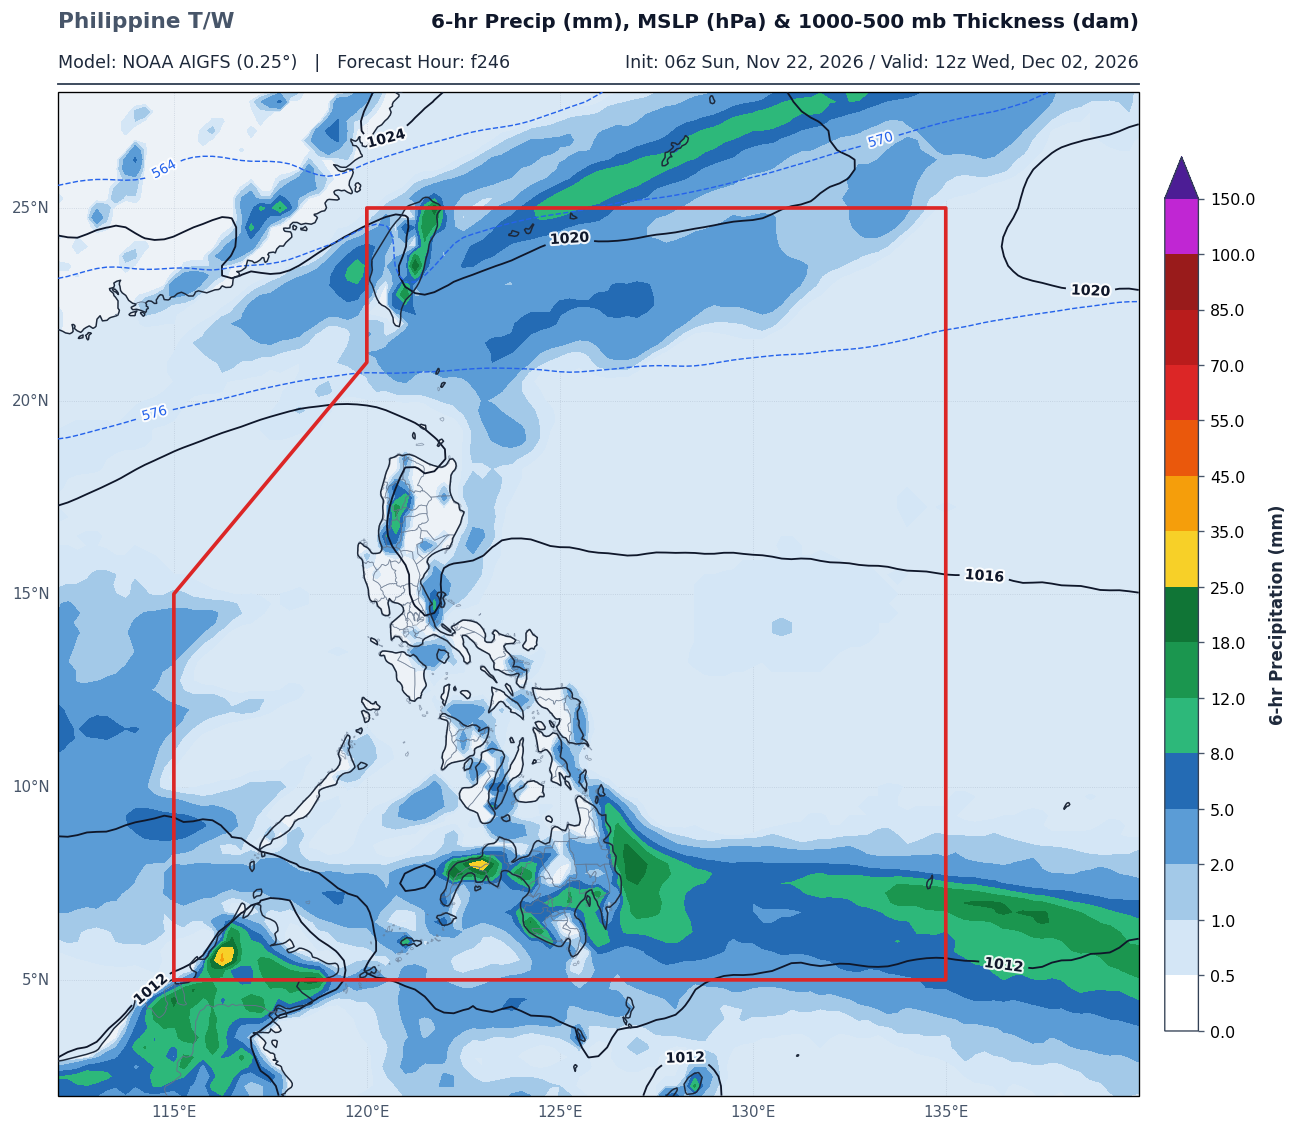 Philippine T/W
6-hr Precip (mm), MSLP (hPa) & 1000-500 mb Thickness (dam)
Model: NOAA AIGFS (0.25°) | Forecast Hour: f246
Init: 06z Sun, Nov 22, 2026 / Valid: 12z Wed, Dec 02, 2026
1024
570
564
25°N
1020
1020
20°N
576
1016
15°N
10°N
1012
1012
5°N
1012
115°E
120°E
125°E
130°E
135°E
150.0
100.0
85.0
70.0
55.0
45.0
35.0
25.0
18.0
12.0
8.0
5.0
2.0
1.0
0.5
0.0
6-hr Precipitation (mm)